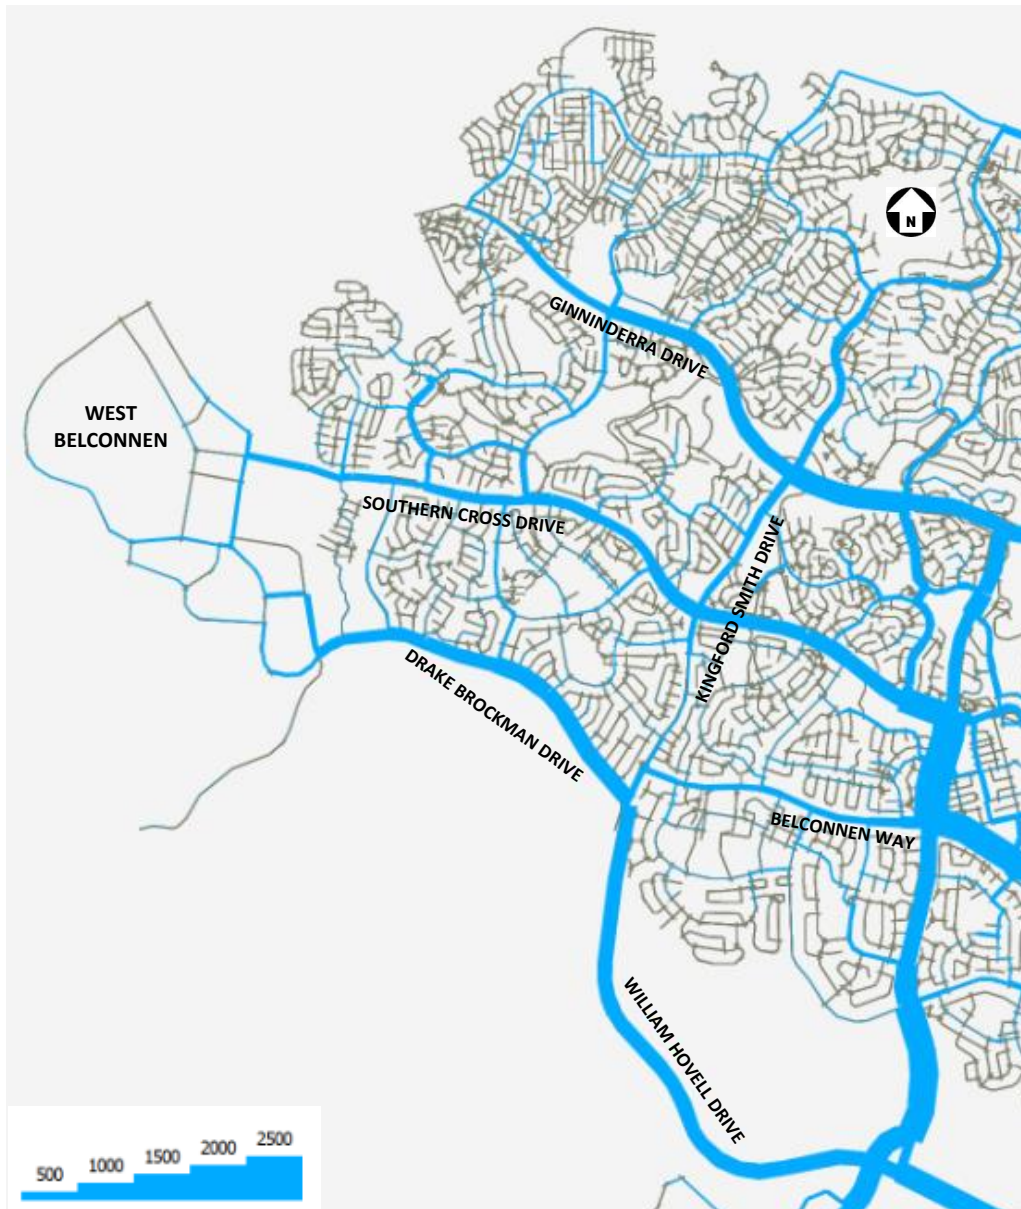 N
GINNINDERRA DRIVE
WEST
BELCONNEN
SOUTHERN CROSS DRIVE
KINGFORD SMITH DRIVE
DRAKE BROCKMAN DRIVE
BELCONNEN WAY
WILLIAM HOVELL DRIVE
500 1000 1500 2000 2500